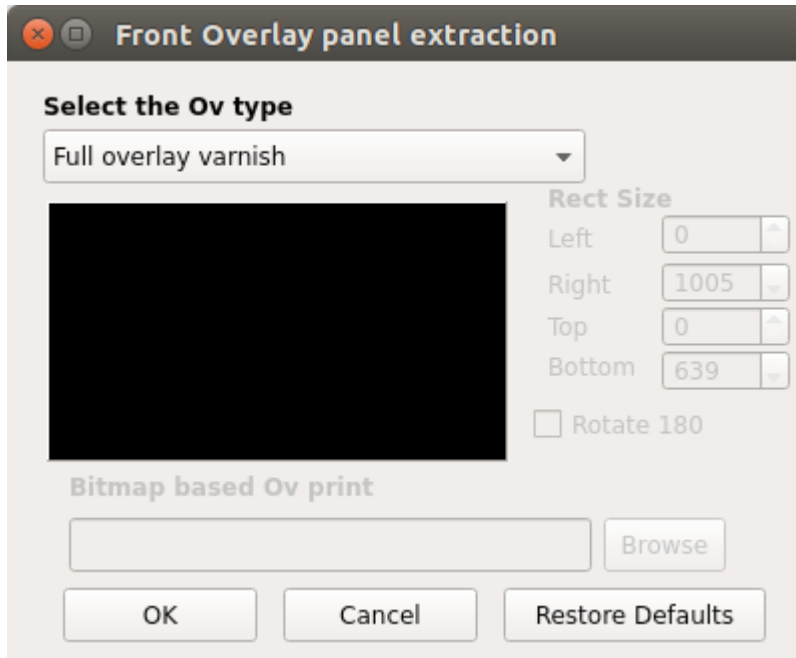 Front Overlay panel extraction
Select the Ov type
Full overlay varnish
Rect Size
Left 0
Right 1005
Top 0
Bottom 639
Rotate 180
Bitmap based Ov print
Browse
OK Cancel Restore Defaults